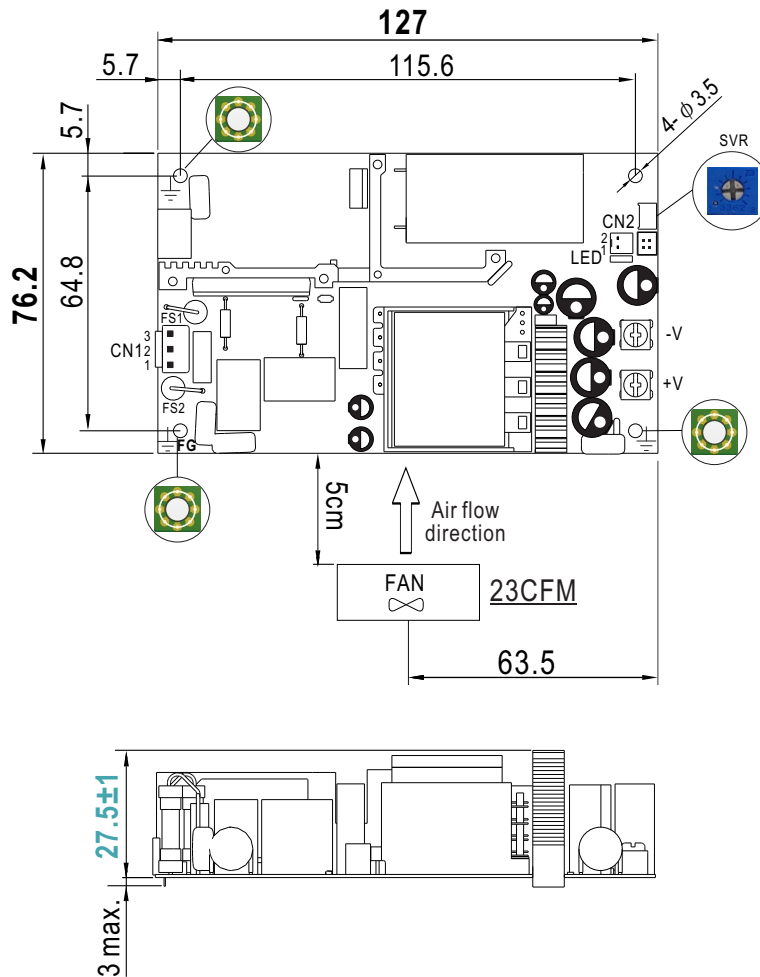 127
5.7
115.6
5.7
4- ϕ 3.5
SVR
76.2
64.8
CN2
2
1
LED
FS1
-V
3
CN1 2
1
+V
FS2
FG
5cm
Air flow
direction
FAN
23CFM
63.5
27.5±1
3 max.